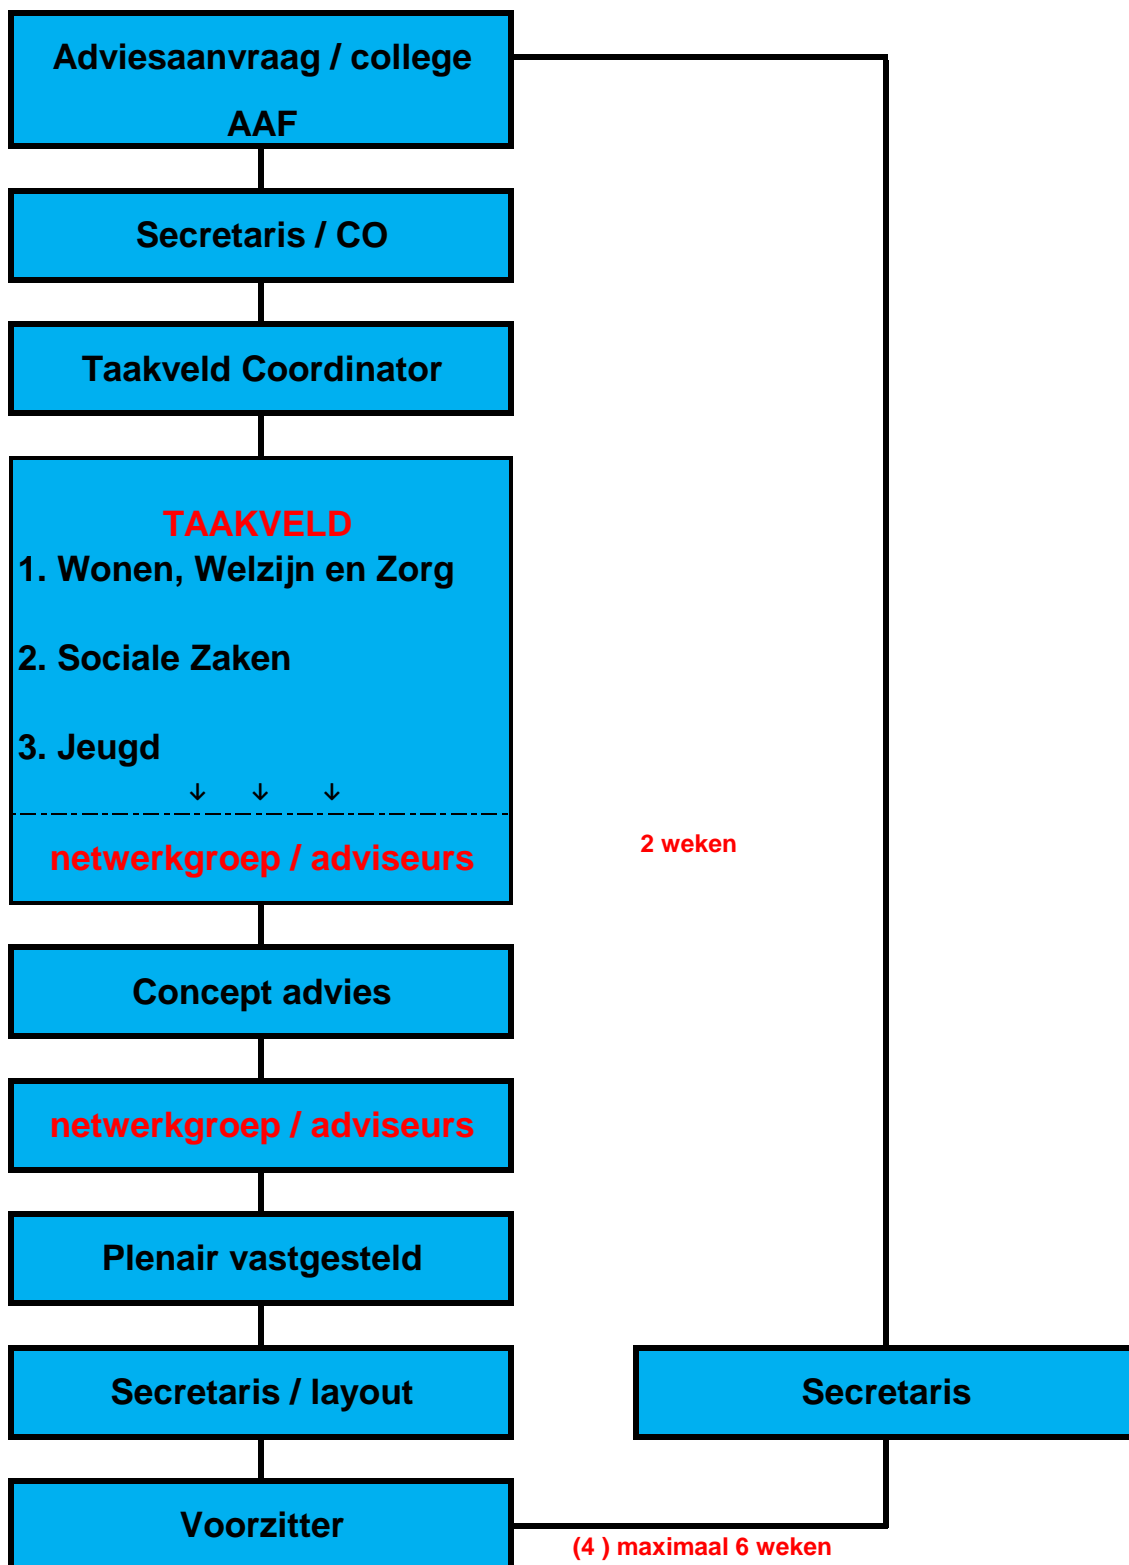 Adviesaanvraag / college
AAF
Secretaris / CO
Taakveld Coordinator
TAAKVELD
1. Wonen, Welzijn en Zorg
2. Sociale Zaken
3. Jeugd
↓ ↓ ↓
netwerkgroep / adviseurs
2 weken
Concept advies
netwerkgroep / adviseurs
Plenair vastgesteld
Secretaris / layout
Secretaris
Voorzitter
(4 ) maximaal 6 weken